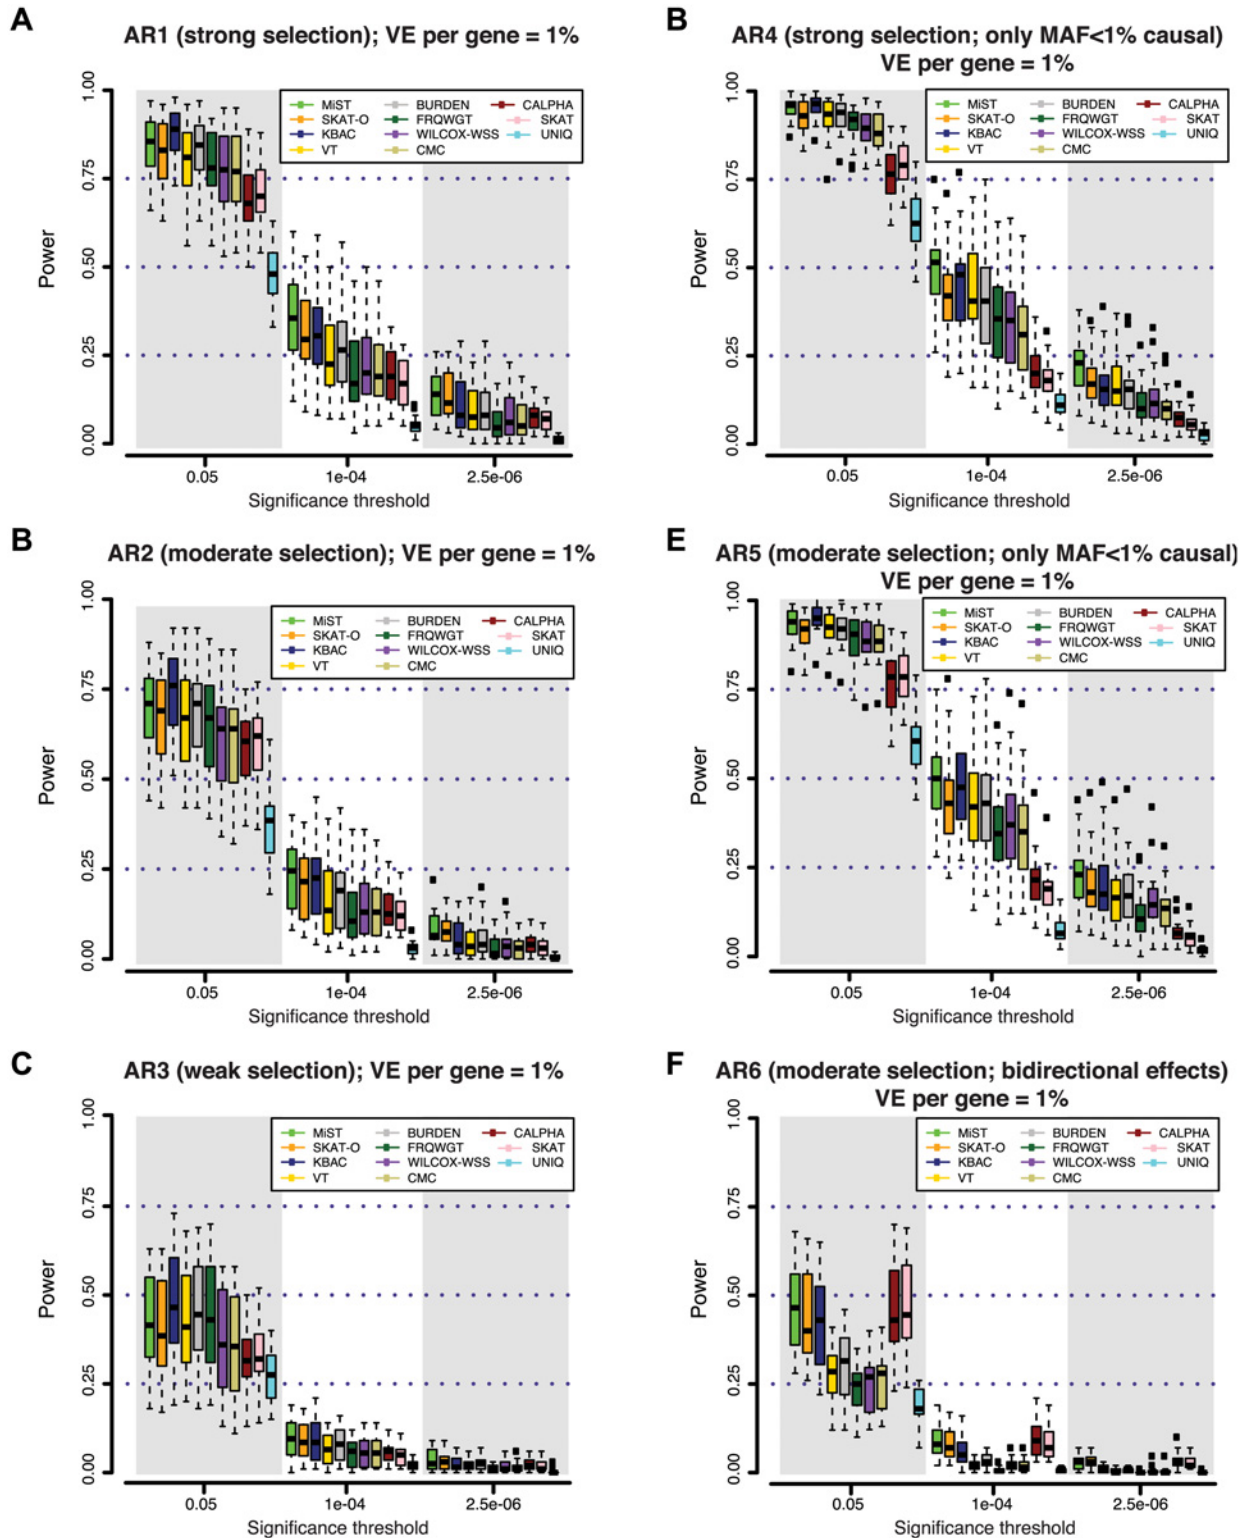 A
AR1 (strong selection); VE per gene = 1%
Power
1.00
0.75
0.50
0.25
0.00
MiST
SKAT-O
KBAC
VT
BURDEN
FRQWGT
WILCOX-WSS
CMC
CALPHA
SKAT
UNIQ
0.05
1e-04
2.5e-06
Significance threshold
B
AR4 (strong selection; only MAF<1% causal)
VE per gene = 1%
Power
1.00
0.75
0.50
0.25
0.00
MiST
SKAT-O
KBAC
VT
BURDEN
FRQWGT
WILCOX-WSS
CMC
CALPHA
SKAT
UNIQ
0.05
1e-04
2.5e-06
Significance threshold
B
AR2 (moderate selection); VE per gene = 1%
Power
1.00
0.75
0.50
0.25
0.00
MiST
SKAT-O
KBAC
VT
BURDEN
FRQWGT
WILCOX-WSS
CMC
CALPHA
SKAT
UNIQ
0.05
1e-04
2.5e-06
Significance threshold
E
AR5 (moderate selection; only MAF<1% causal)
VE per gene = 1%
Power
1.00
0.75
0.50
0.25
0.00
MiST
SKAT-O
KBAC
VT
BURDEN
FRQWGT
WILCOX-WSS
CMC
CALPHA
SKAT
UNIQ
0.05
1e-04
2.5e-06
Significance threshold
C
AR3 (weak selection); VE per gene = 1%
Power
1.00
0.75
0.50
0.25
0.00
MiST
SKAT-O
KBAC
VT
BURDEN
FRQWGT
WILCOX-WSS
CMC
CALPHA
SKAT
UNIQ
0.05
1e-04
2.5e-06
Significance threshold
F
AR6 (moderate selection; bidirectional effects)
VE per gene = 1%
Power
1.00
0.75
0.50
0.25
0.00
MiST
SKAT-O
KBAC
VT
BURDEN
FRQWGT
WILCOX-WSS
CMC
CALPHA
SKAT
UNIQ
0.05
1e-04
2.5e-06
Significance threshold